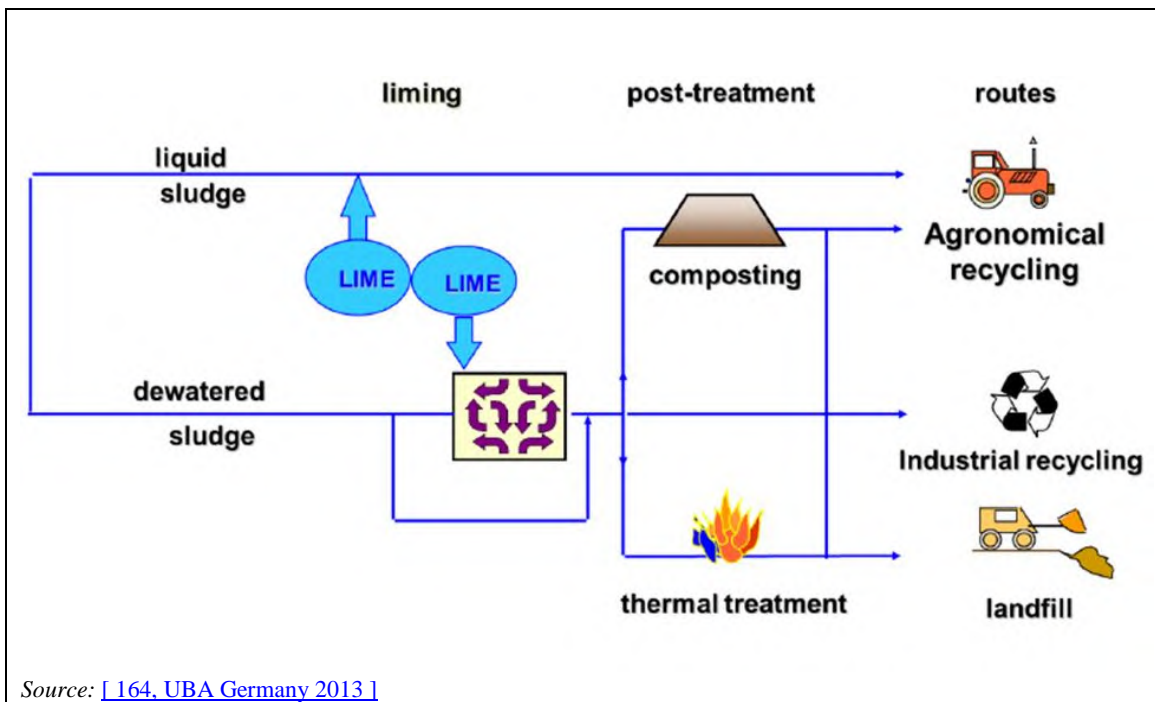 liming
post-treatment
routes
liquid
sludge
LIME
LIME
composting
Agronomical
recycling
dewatered
sludge
Industrial recycling
thermal treatment
landfill
Source: [ 164, UBA Germany 2013 ]